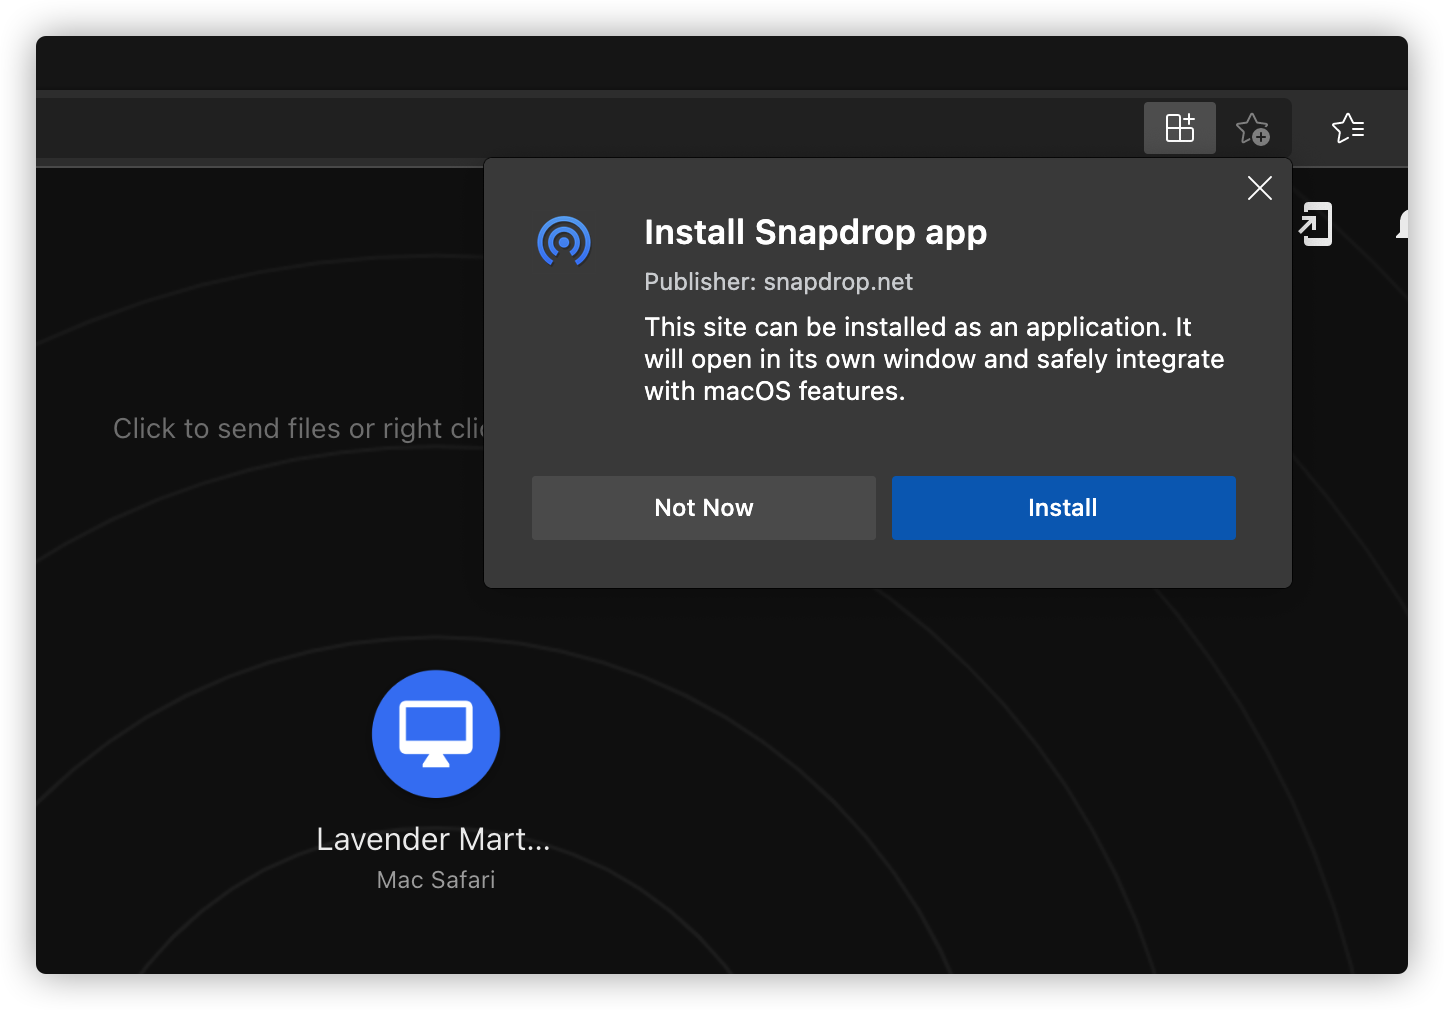 Install Snapdrop app
Publisher: snapdrop.net
This site can be installed as an application. It
will open in its own window and safely integrate
with macOS features.
Click to send files or right clic
Not Now
Install
Lavender Mart...
Mac Safari